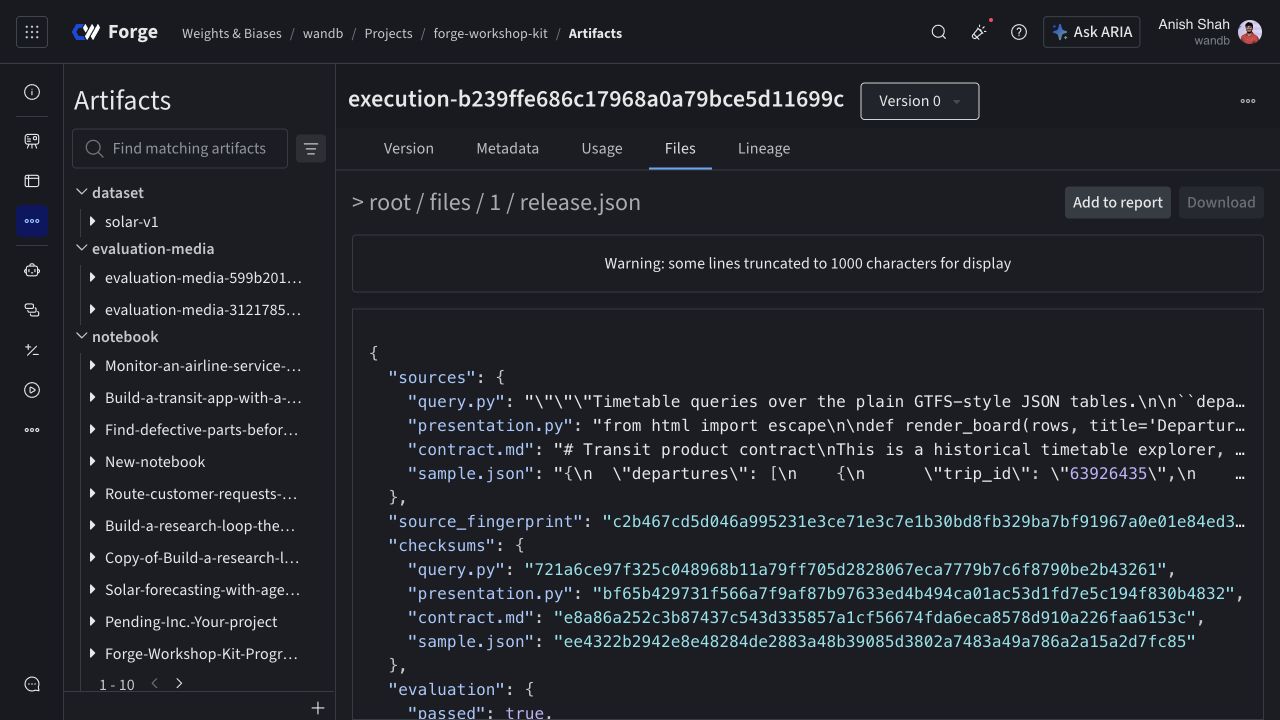 Forge
Weights & Biases / wandb / Projects / forge-workshop-kit / Artifacts
Ask ARIA
Anish Shah
wandb
Artifacts
Find matching artifacts
dataset
solar-v1
evaluation-media
evaluation-media-599b201…
evaluation-media-3121785…
notebook
Monitor-an-airline-service-…
Build-a-transit-app-with-a-…
Find-defective-parts-befor…
New-notebook
Route-customer-requests-…
Build-a-research-loop-the…
Copy-of-Build-a-research-l…
Solar-forecasting-with-age…
Pending-Inc.-Your-project
Forge-Workshop-Kit-Progr…
1 - 10
execution-b239ffe686c17968a0a79bce5d11699c
Version 0
Version
Metadata
Usage
Files
Lineage
> root / files / 1 / release.json
Add to report
Download
Warning: some lines truncated to 1000 characters for display
{
"sources": {
"query.py": "\"\"\"Timetable queries over the plain GTFS-style JSON tables.\n\n``depa…
"presentation.py": "from html import escape\n\ndef render_board(rows, title='Departur…
"contract.md": "# Transit product contract\nThis is a historical timetable explorer, …
"sample.json": "{\n  \"departures\": [\n    {\n      \"trip_id\": \"63926435\",\n    …
},
"source_fingerprint": "c2b467cd5d046a995231e3ce71e3c7e1b30bd8fb329ba7bf91967a0e01e84ed3…
"checksums": {
"query.py": "721a6ce97f325c048968b11a79ff705d2828067eca7779b7c6f8790be2b43261",
"presentation.py": "bf65b429731f566a7f9af87b97633ed4b494ca01ac53d1fd7e5c194f830b4832",
"contract.md": "e8a86a252c3b87437c543d335857a1cf56674fda6eca8578d910a226faa6153c",
"sample.json": "ee4322b2942e8e48284de2883a48b39085d3802a7483a49a786a2a15a2d7fc85"
},
"evaluation": {
"passed": true,